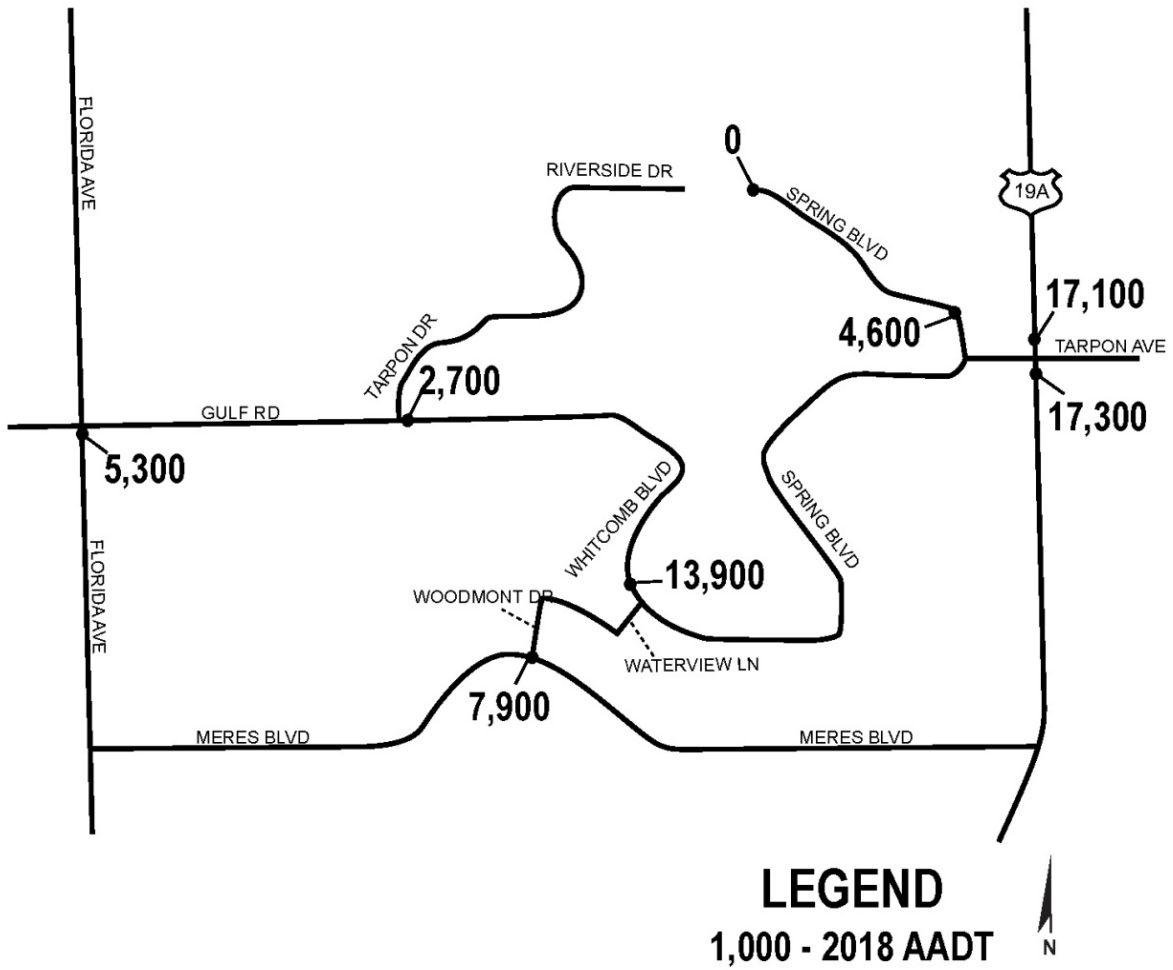 FLORIDA AVE
0
RIVERSIDE DR
SPRING BLVD
19A
17,100
4,600
TARPON AVE
TARPON DR
2,700
17,300
GULF RD
5,300
WHITCOMB BLVD
SPRING BLVD
FLORIDA AVE
13,900
WOODMONT DR
WATERVIEW LN
7,900
MERES BLVD
MERES BLVD
LEGEND
1,000 - 2018 AADT
N